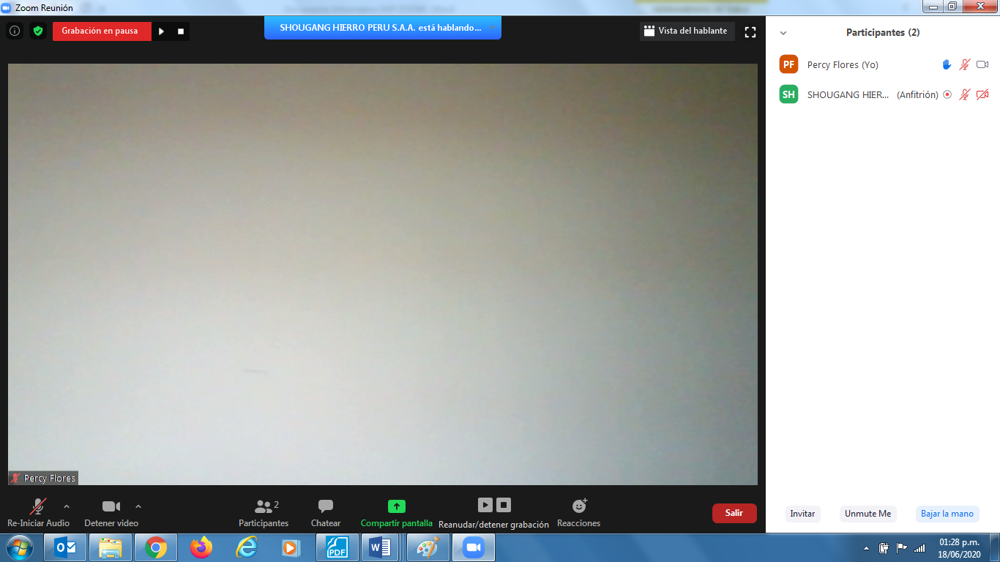 Zoom Reunión
Grabación en pausa
SHOUGANG HIERRO PERU S.A.A. está hablando...
Vista del hablante
Participantes (2)
PF Percy Flores (Yo)
SH SHOUGANG HIER... (Anfitrión)
Percy Flores
Re-Iniciar Audio
Detener video
2
Participantes
Chatear
Compartir pantalla
Reanudar/detener grabación
Reacciones
Salir
Invitar
Unmute Me
Bajar la mano
PDF
01:28 p.m.
18/06/2020